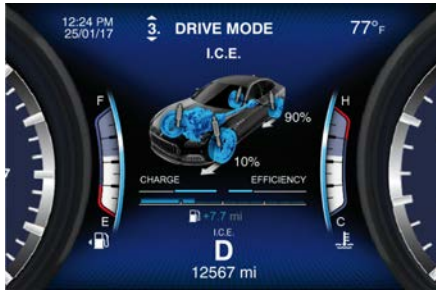 12:24 PM
25/01/17
3. DRIVE MODE
77°F
I.C.E.
F
H
90%
10%
CHARGE
EFFICIENCY
+7.7 mi
E
C
I.C.E.
D
12567 mi